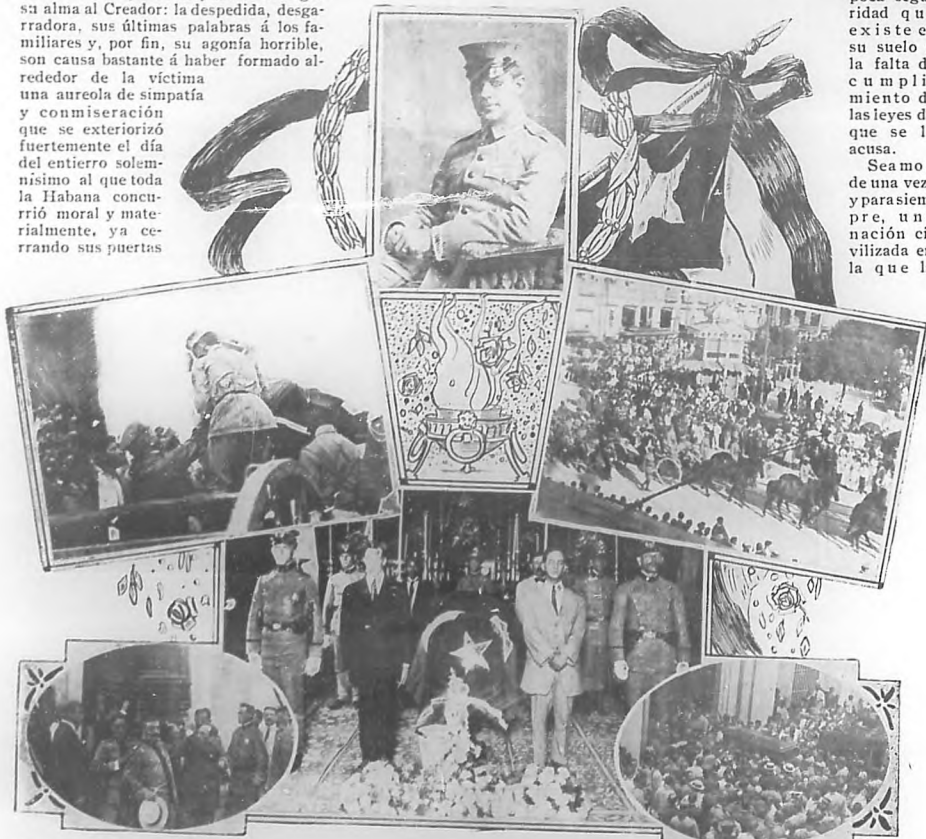 su alma al Creador: la despedida, desga-
rradora, sus últimas palabras á los fa-
miliares y, por fin, su agonía horrible,
son causa bastante á haber formado al-
rededor de la víctima
una aureola de simpatía
y conmiseración
que se exteriorizó
fuertemente el día
del entierro solem-
nísimo al que toda
la Habana concu-
rrió moral y mate-
rialmente, ya ce-
rrando sus puertas
ridad qu
existe e
su suelo
la falta d
cumpli
miento d
las leyes d
que se l
acusa.
Seamo
de una vez
y para siem
pre, un
nación ci
vilizada en
la que l